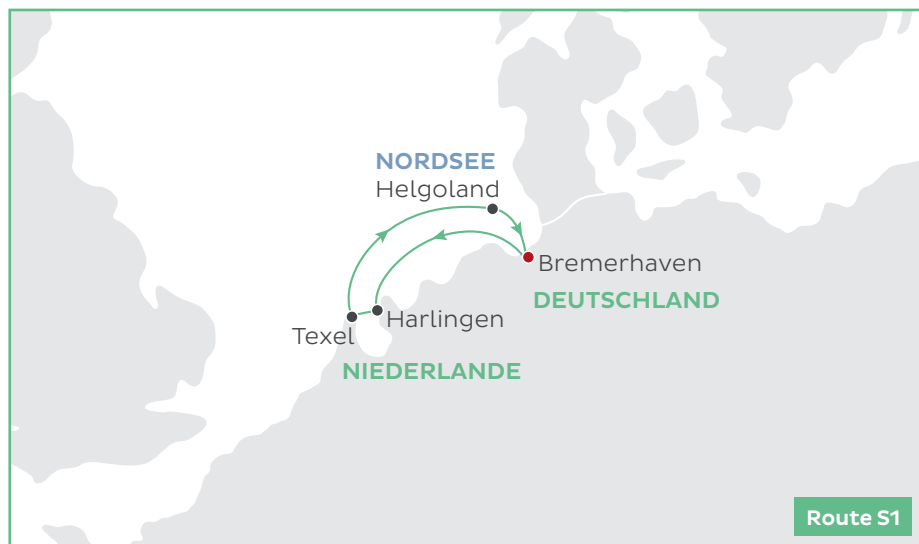 NORDSEE
Helgoland
Bremerhaven
DEUTSCHLAND
Harlingen
Texel
NIEDERLANDE
Route S1